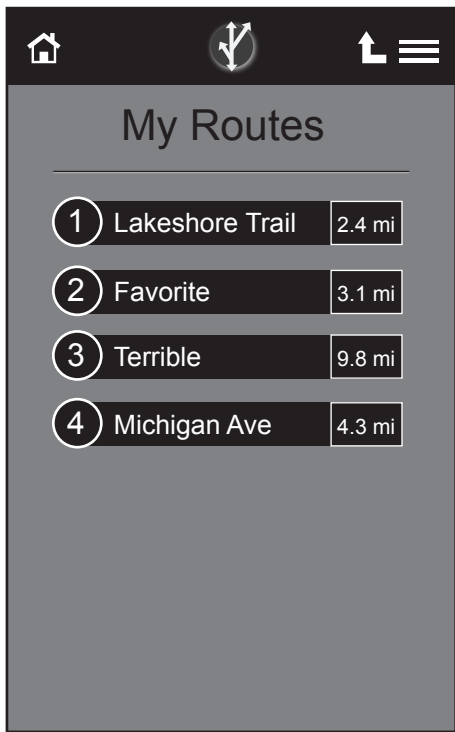 My Routes
1 Lakeshore Trail 2.4 mi
2 Favorite 3.1 mi
3 Terrible 9.8 mi
4 Michigan Ave 4.3 mi